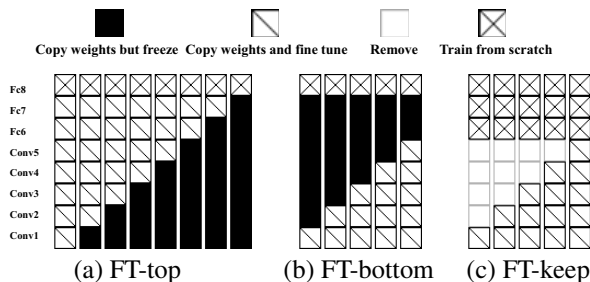 Copy weights but freeze Copy weights and fine tune Remove Train from scratch
Fc8
Fc7
Fc6
Conv5
Conv4
Conv3
Conv2
Conv1
(a) FT-top (b) FT-bottom (c) FT-keep